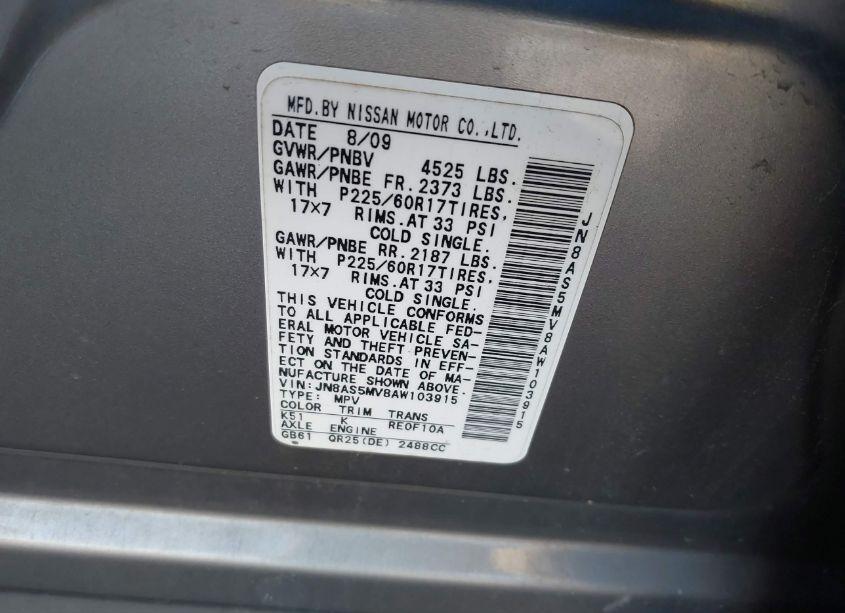 MFD.BY NISSAN MOTOR CO.,LTD.
DATE 8/09
GVWR/PNBV 4525 LBS.
GAWR/PNBE FR. 2373 LBS.
WITH P225/60R17TIRES,
17×7 RIMS.AT 33 PSI
COLD SINGLE.
GAWR/PNBE RR. 2187 LBS.
WITH P225/60R17TIRES,
17×7 RIMS.AT 33 PSI
COLD SINGLE.
THIS VEHICLE CONFORMS
TO ALL APPLICABLE FED-
ERAL MOTOR VEHICLE SA-
FETY AND THEFT PREVEN-
TION STANDARDS IN EFF-
ECT ON THE DATE OF MA-
NUFACTURE SHOWN ABOVE.
VIN:JN8AS5MV8AW103915
TYPE: MPV
COLOR TRIM TRANS
K51 K RE0F10A
AXLE ENGINE
GB61 QR25(DE) 2488CC
JN8AS5MV8AW103915